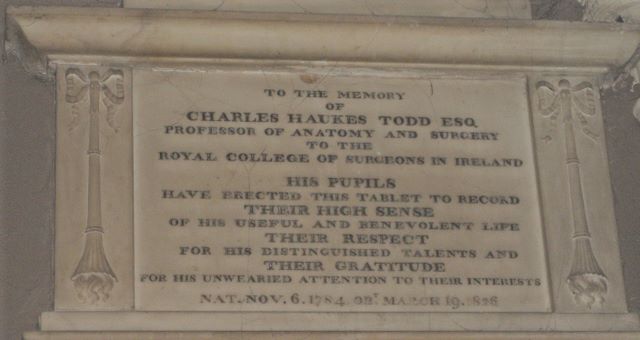 TO THE MEMORY
OF
CHARLES HAUKES TODD ESQ.
PROFESSOR OF ANATOMY AND SURGERY
TO THE
ROYAL COLLEGE OF SURGEONS IN IRELAND
HIS PUPILS
HAVE ERECTED THIS TABLET TO RECORD
THEIR HIGH SENSE
OF HIS USEFUL AND BENEVOLENT LIFE
THEIR RESPECT
FOR HIS DISTINGUISHED TALENTS AND
THEIR GRATITUDE
FOR HIS UNWEARIED ATTENTION TO THEIR INTERESTS
NAT. NOV. 6. 1784. OBT MARCH 19. 1826